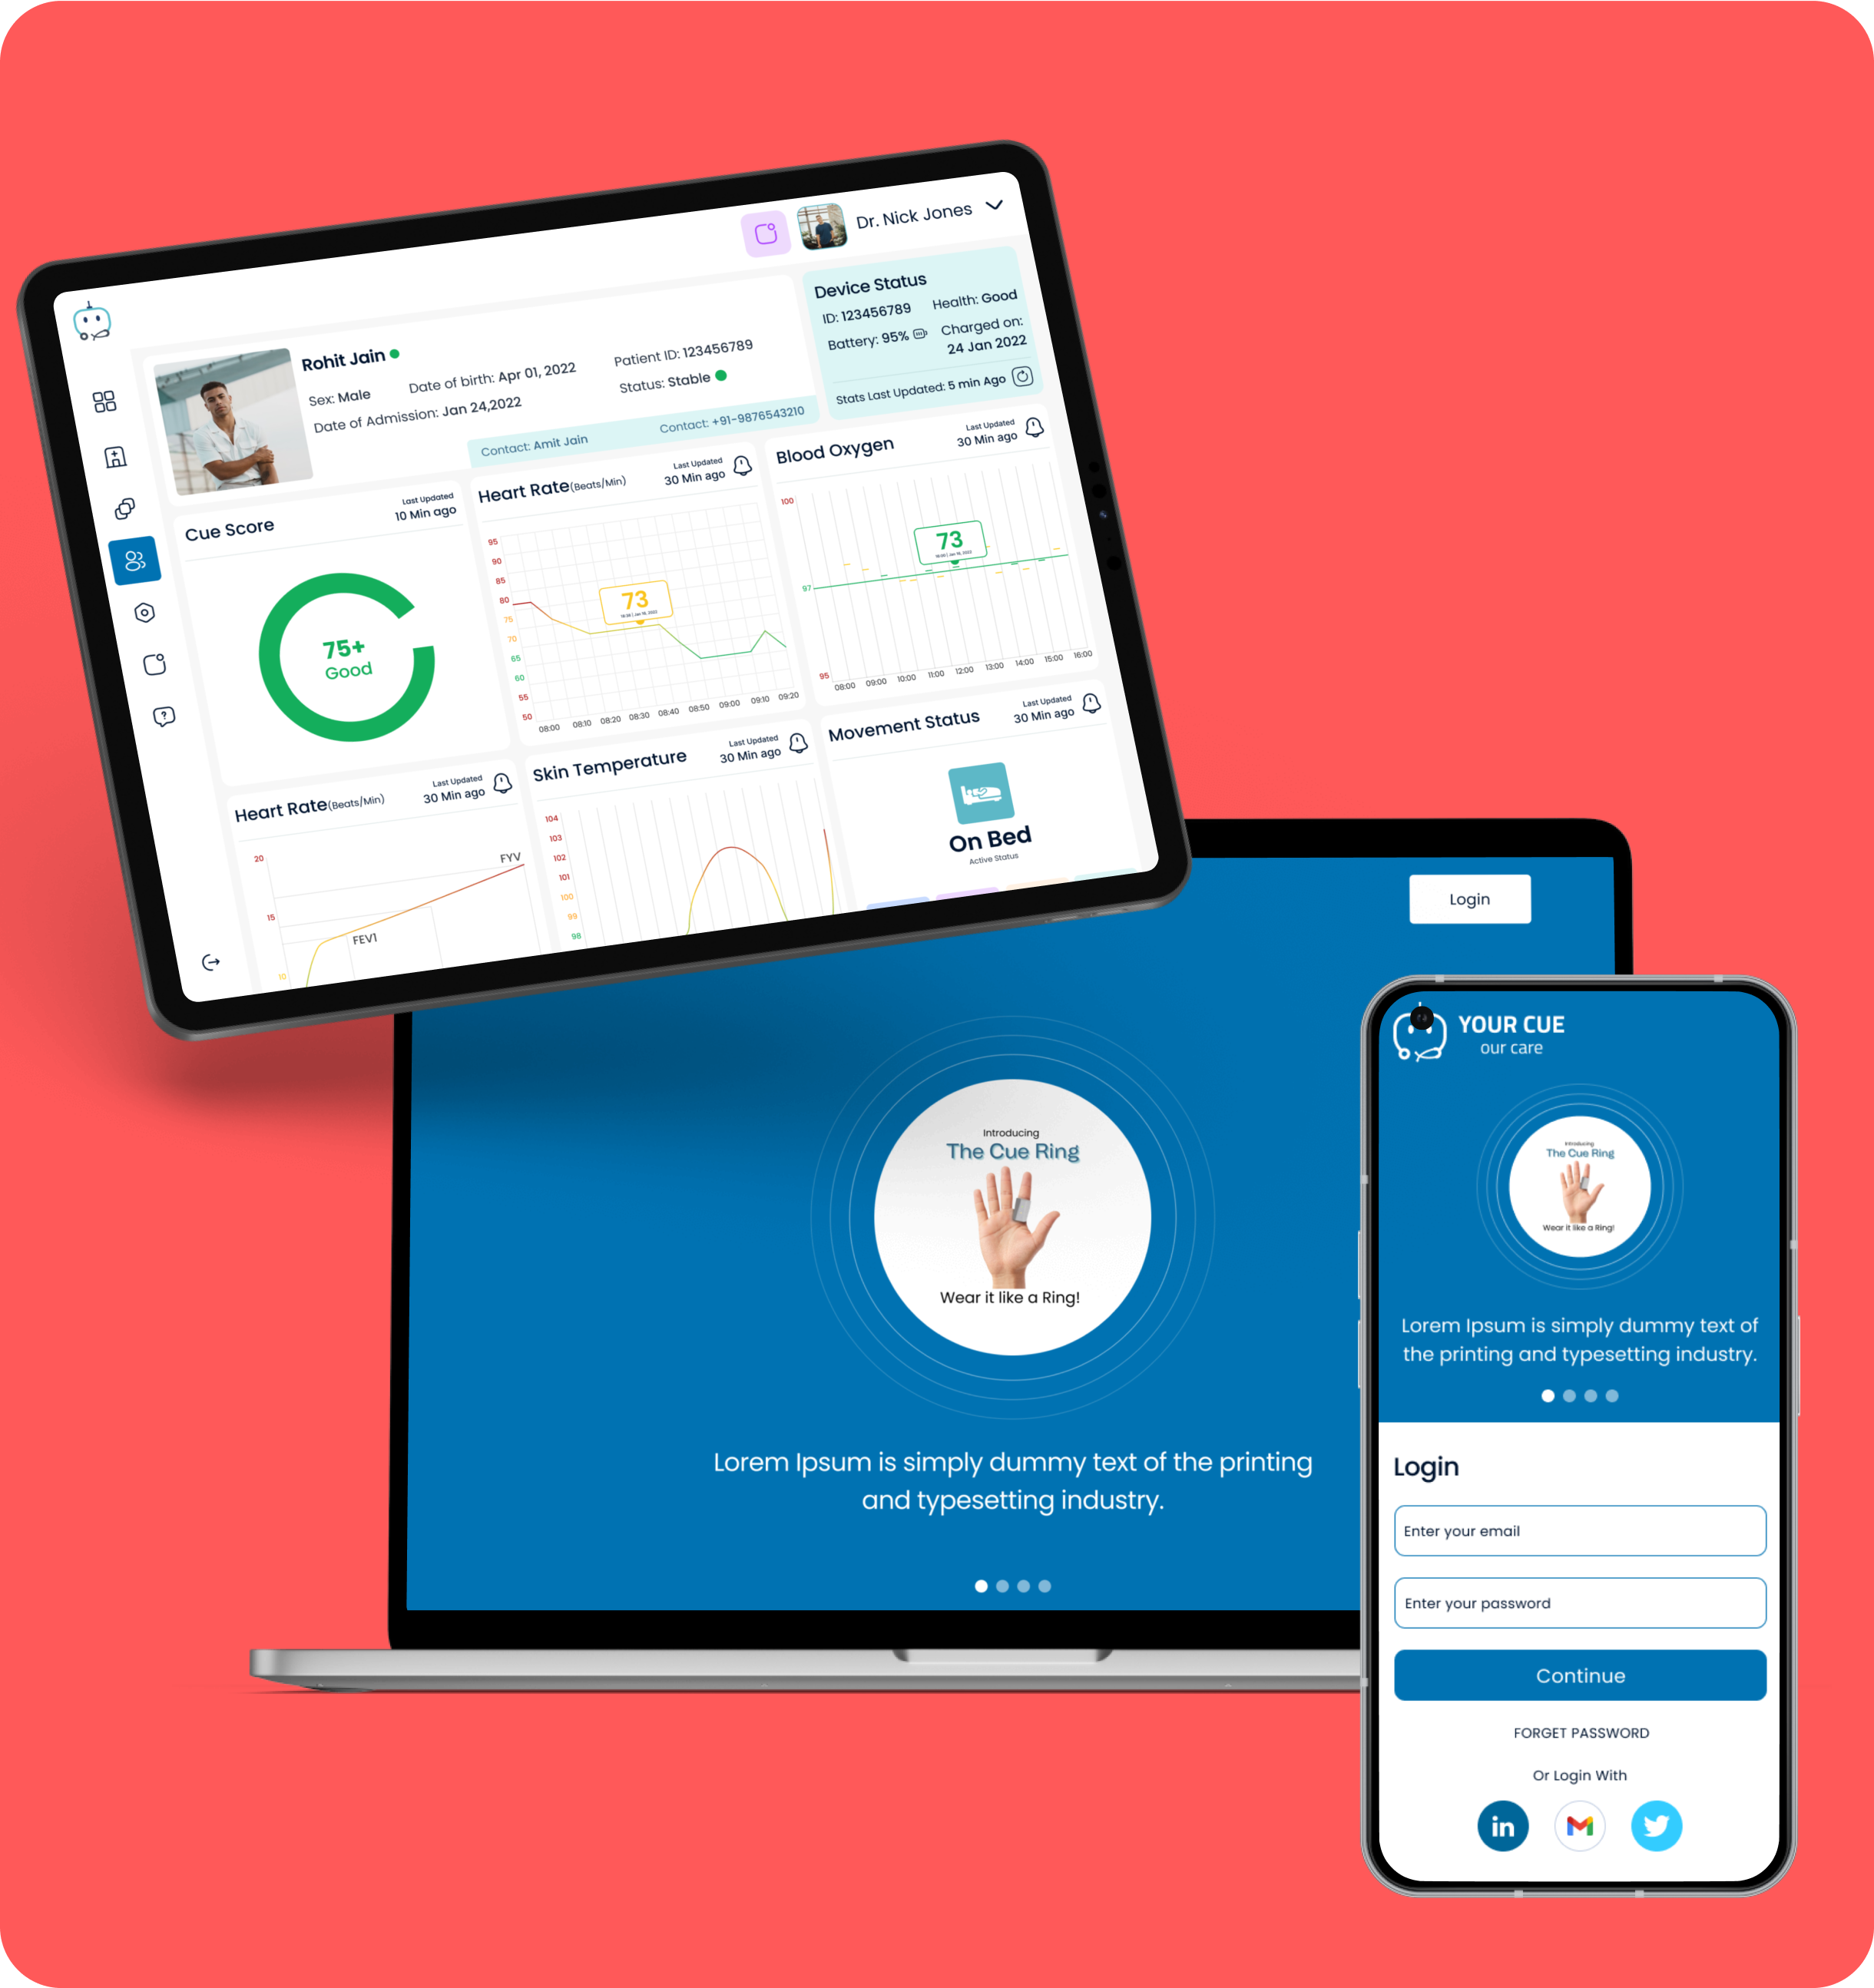 Dr. Nick Jones
Rohit Jain
Sex: Male
Date of birth: Apr 01, 2022
Patient ID: 123456789
Date of Admission: Jan 24,2022
Status: Stable
Contact: Amit Jain
Contact: +91-9876543210
Device Status
ID: 123456789
Health: Good
Battery: 95%
Charged on:
24 Jan 2022
Stats Last Updated: 5 min Ago
Cue Score
Last Updated
10 Min ago
75+
Good
Heart Rate(Beats/Min)
Last Updated
30 Min ago
95
90
85
80
75
70
65
60
55
50
73
08:00 08:10 08:20 08:30 08:40 08:50 09:00 09:10 09:20
Blood Oxygen
Last Updated
30 Min ago
100
97
95
73
08:00 09:00 10:00 11:00 12:00 13:00 14:00 15:00 16:00
Heart Rate(Beats/Min)
Last Updated
30 Min ago
20
15
10
FYV
FEV1
Skin Temperature
Last Updated
30 Min ago
104
103
102
101
100
99
98
Movement Status
Last Updated
30 Min ago
On Bed
Active Status
Login
Introducing
The Cue Ring
Wear it like a Ring!
Lorem Ipsum is simply dummy text of the printing
and typesetting industry.
YOUR CUE
our care
Introducing
The Cue Ring
Wear it like a Ring!
Lorem Ipsum is simply dummy text of
the printing and typesetting industry.
Login
Enter your email
Enter your password
Continue
FORGET PASSWORD
Or Login With
in